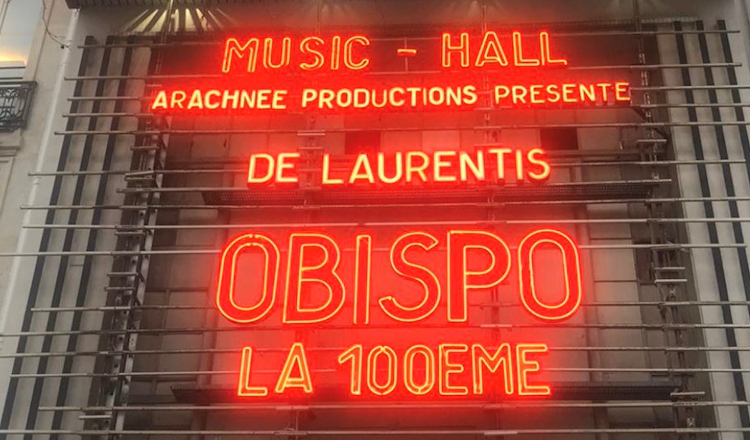 MUSIC - HALL
ARACHNEE PRODUCTIONS PRESENTE
DE LAURENTIS
OBISPO
LA 100EME